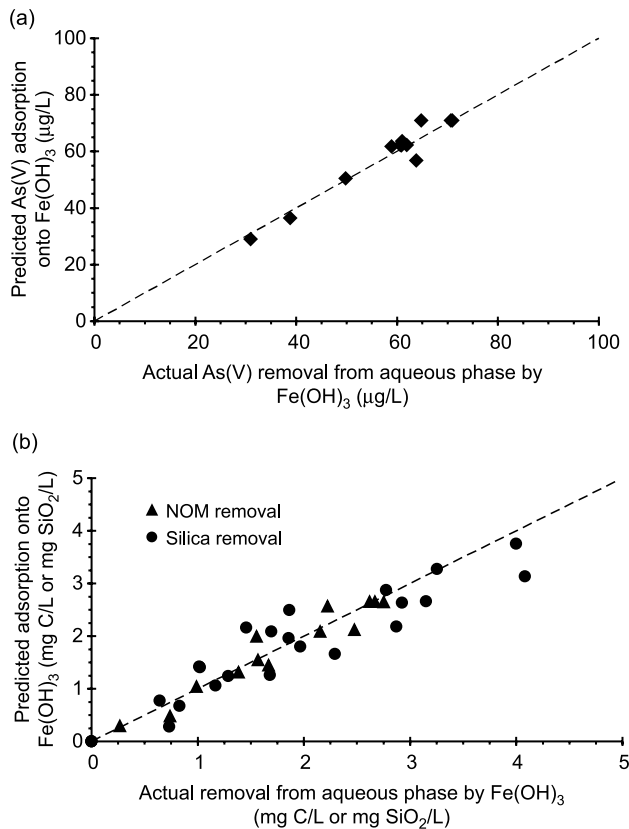 (a)
100
80
60
40
20
0
Predicted As(V) adsorption
onto Fe(OH)₃ (μg/L)
0 20 40 60 80 100
Actual As(V) removal from aqueous phase by
Fe(OH)₃ (μg/L)
(b)
5
4
3
2
1
0
Predicted adsorption onto
Fe(OH)₃ (mg C/L or mg SiO₂/L)
NOM removal
Silica removal
0 1 2 3 4 5
Actual removal from aqueous phase by Fe(OH)₃
(mg C/L or mg SiO₂/L)